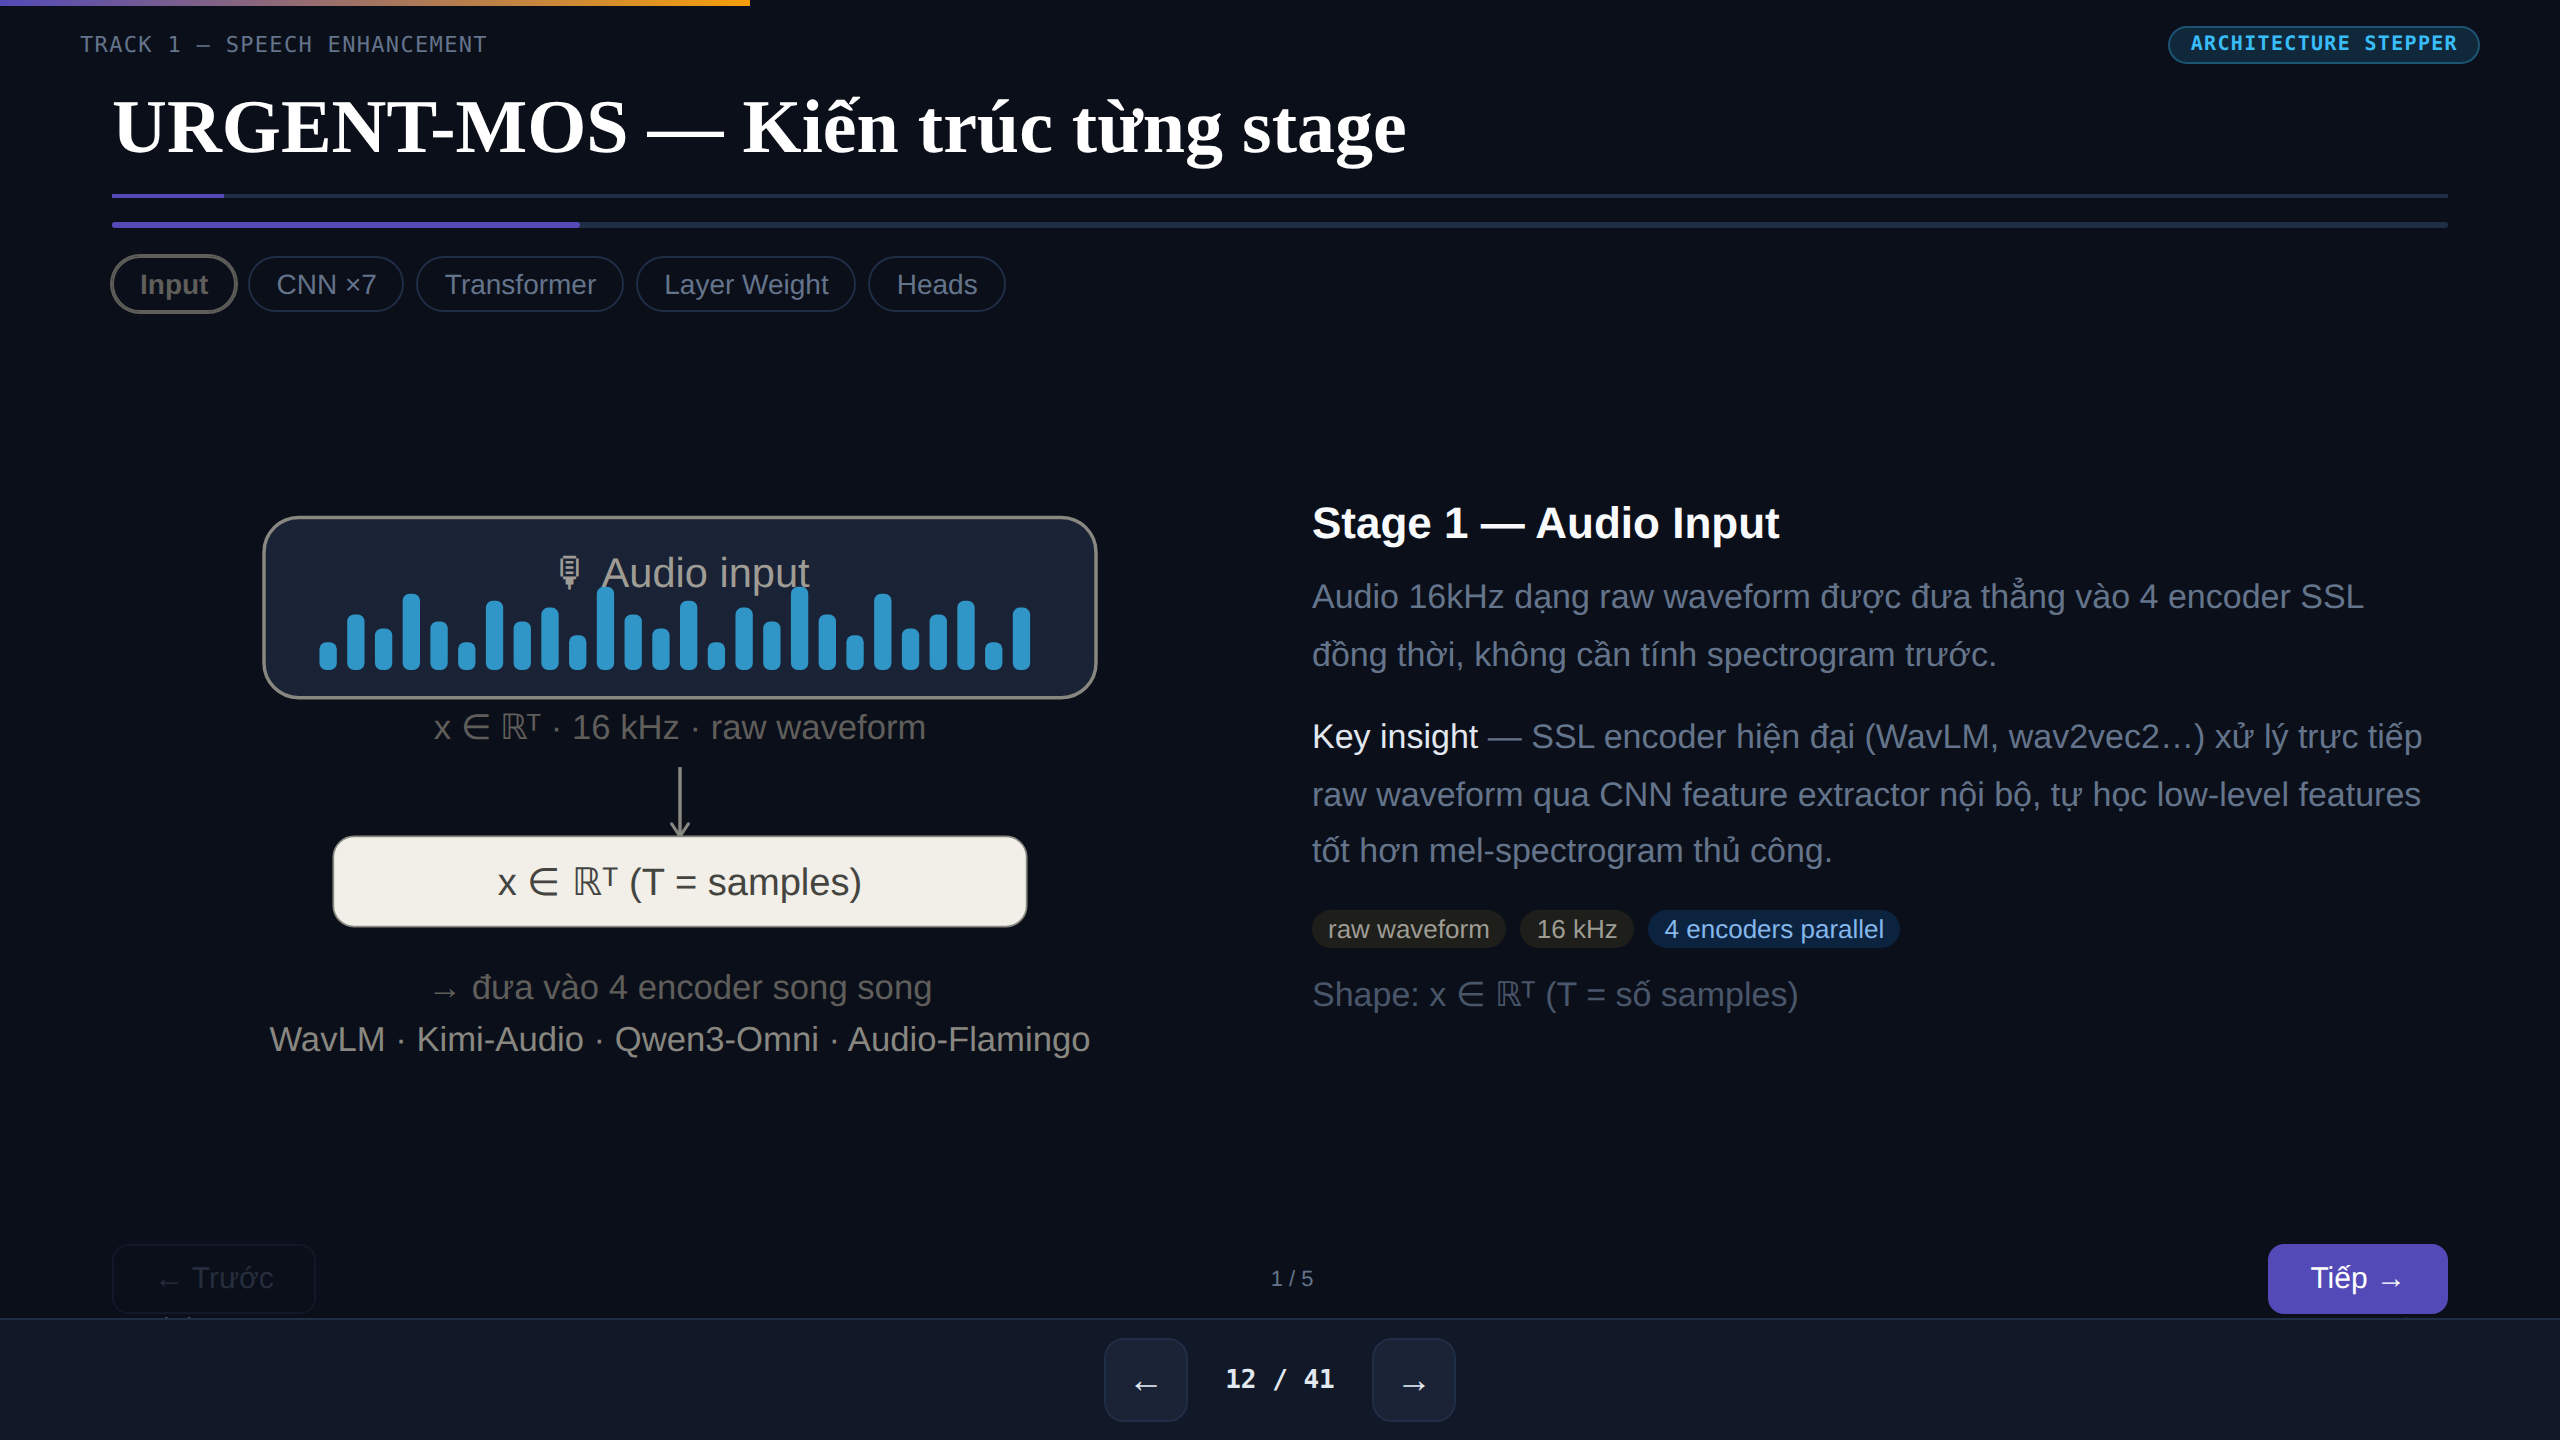 TRACK 1 — SPEECH ENHANCEMENT
ARCHITECTURE STEPPER
URGENT-MOS — Kiến trúc từng stage
Input
CNN ×7
Transformer
Layer Weight
Heads
🎙 Audio input
x ∈ ℝᵀ · 16 kHz · raw waveform
x ∈ ℝᵀ (T = samples)
→ đưa vào 4 encoder song song
WavLM · Kimi-Audio · Qwen3-Omni · Audio-Flamingo
Stage 1 — Audio Input
Audio 16kHz dạng raw waveform được đưa thẳng vào 4 encoder SSL
đồng thời, không cần tính spectrogram trước.
Key insight — SSL encoder hiện đại (WavLM, wav2vec2…) xử lý trực tiếp
raw waveform qua CNN feature extractor nội bộ, tự học low-level features
tốt hơn mel-spectrogram thủ công.
raw waveform
16 kHz
4 encoders parallel
Shape: x ∈ ℝᵀ (T = số samples)
← Trước
1 / 5
Tiếp →
←
12 / 41
→